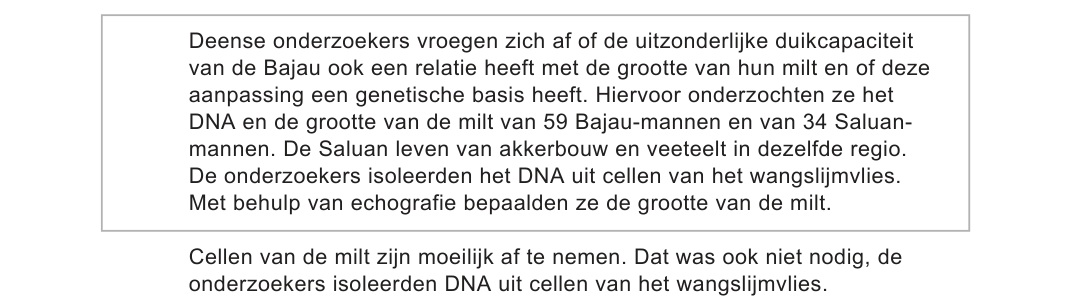 Deense onderzoekers vroegen zich af of de uitzonderlijke duikcapaciteit
van de Bajau ook een relatie heeft met de grootte van hun milt en of deze
aanpassing een genetische basis heeft. Hiervoor onderzochten ze het
DNA en de grootte van de milt van 59 Bajau-mannen en van 34 Saluan-
mannen. De Saluan leven van akkerbouw en veeteelt in dezelfde regio.
De onderzoekers isoleerden het DNA uit cellen van het wangslijmvlies.
Met behulp van echografie bepaalden ze de grootte van de milt.
Cellen van de milt zijn moeilijk af te nemen. Dat was ook niet nodig, de
onderzoekers isoleerden DNA uit cellen van het wangslijmvlies.